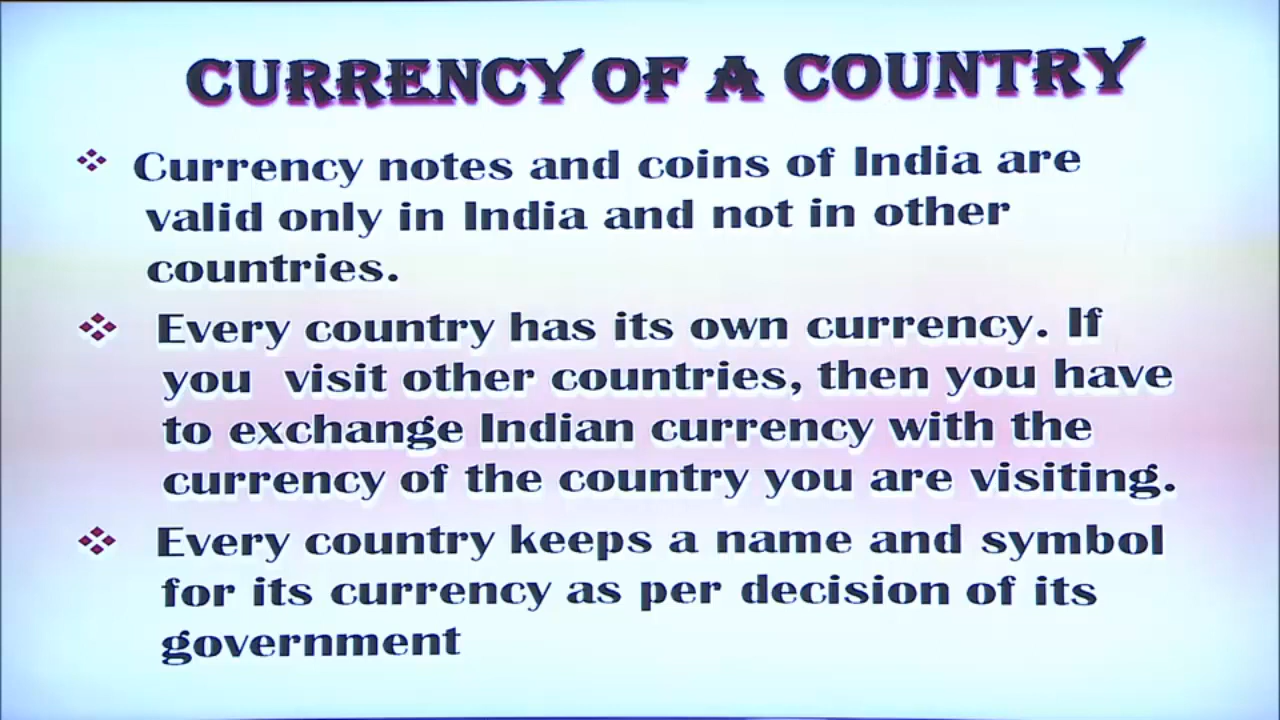 CURRENCY OF A COUNTRY
❖ Currency notes and coins of India are
valid only in India and not in other
countries.
❖ Every country has its own currency. If
you visit other countries, then you have
to exchange Indian currency with the
currency of the country you are visiting.
❖ Every country keeps a name and symbol
for its currency as per decision of its
government